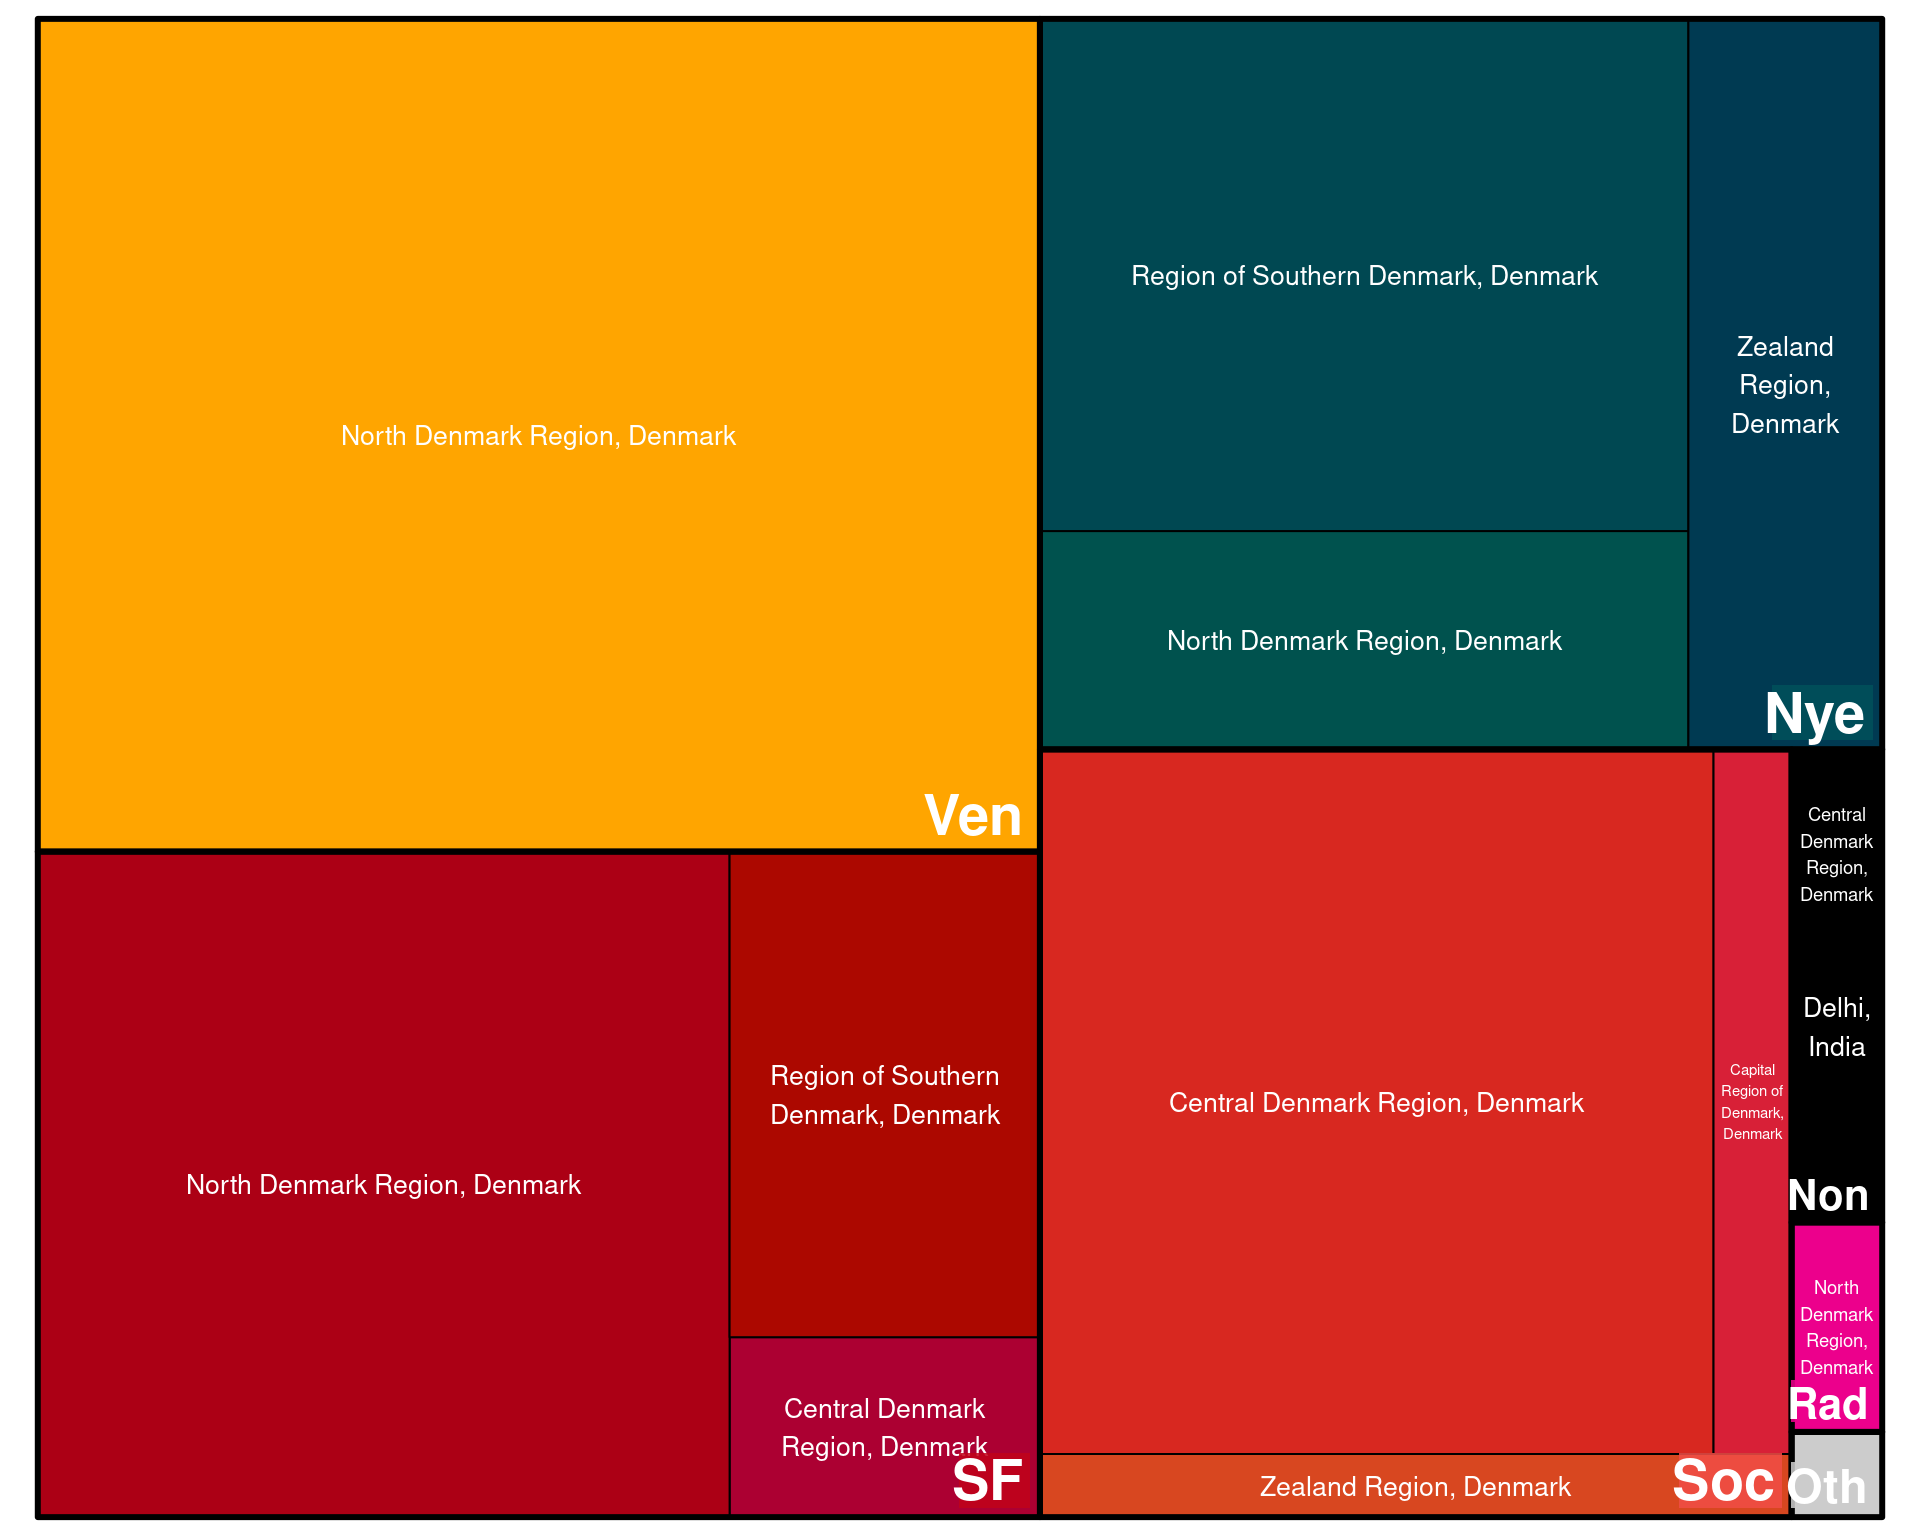 North Denmark Region, Denmark
Ven
Region of Southern Denmark, Denmark
Zealand
Region,
Denmark
North Denmark Region, Denmark
Nye
North Denmark Region, Denmark
Region of Southern
Denmark, Denmark
Central Denmark
Region, Denmark
SF
Central Denmark Region, Denmark
Capital
Region of
Denmark,
Denmark
Zealand Region, Denmark
Soc
Central
Denmark
Region,
Denmark
Delhi,
India
Non
North
Denmark
Region,
Denmark
Rad
Oth